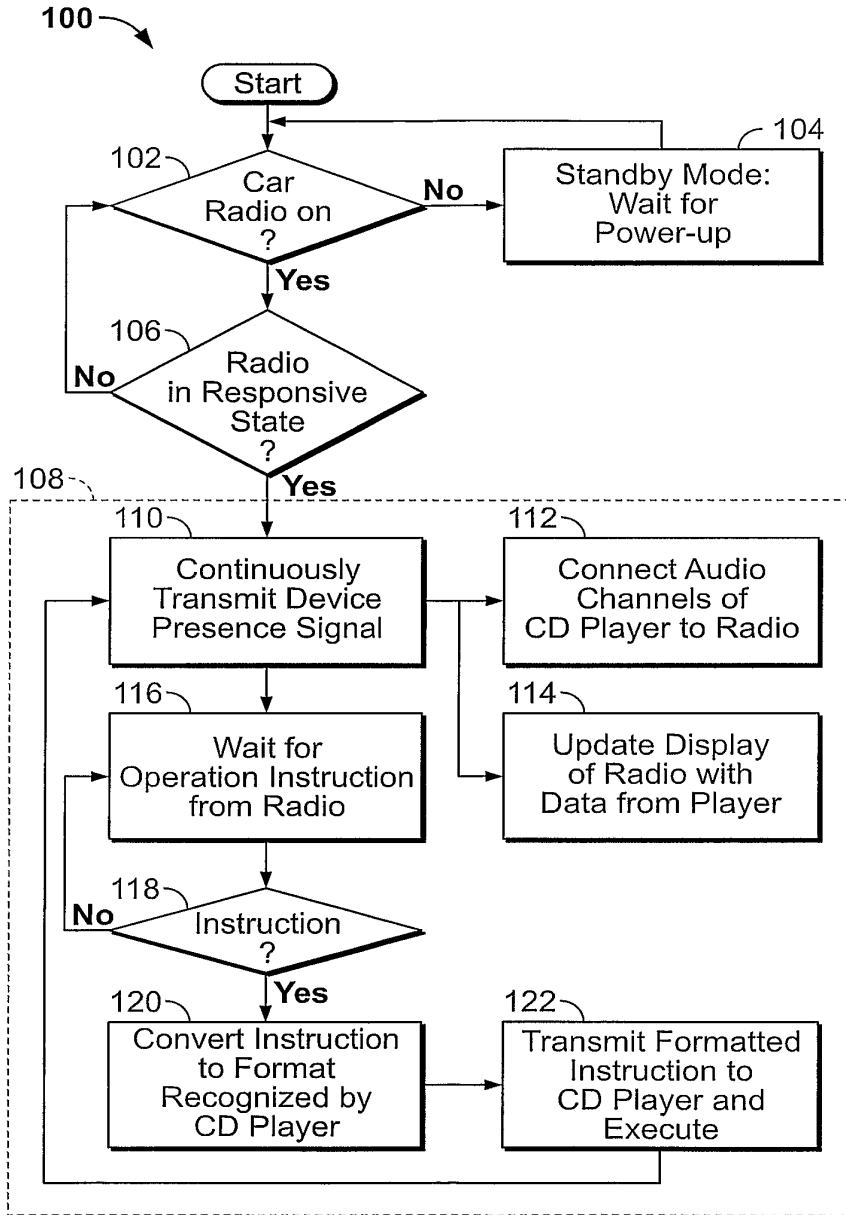 100
Start
102
Car
Radio on
?
No
104
Standby Mode:
Wait for
Power-up
Yes
106
Radio
in Responsive
State
?
No
Yes
108
110
Continuously
Transmit Device
Presence Signal
112
Connect Audio
Channels of
CD Player to Radio
116
Wait for
Operation Instruction
from Radio
114
Update Display
of Radio with
Data from Player
118
Instruction
?
No
Yes
120
Convert Instruction
to Format
Recognized by
CD Player
122
Transmit Formatted
Instruction to
CD Player and
Execute